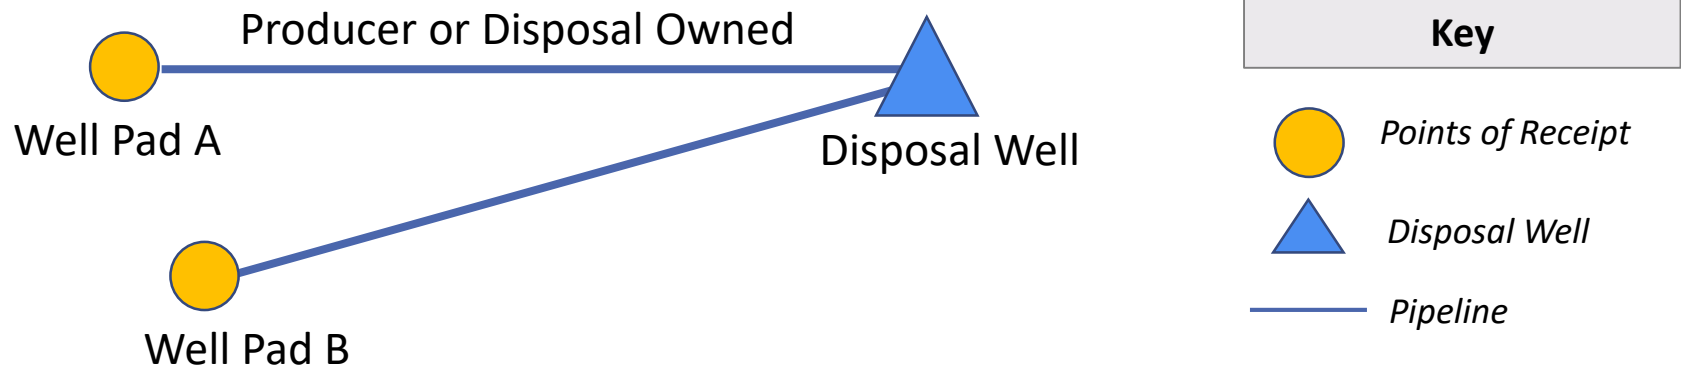 Producer or Disposal Owned
Well Pad A
Disposal Well
Well Pad B
Key
Points of Receipt
Disposal Well
Pipeline